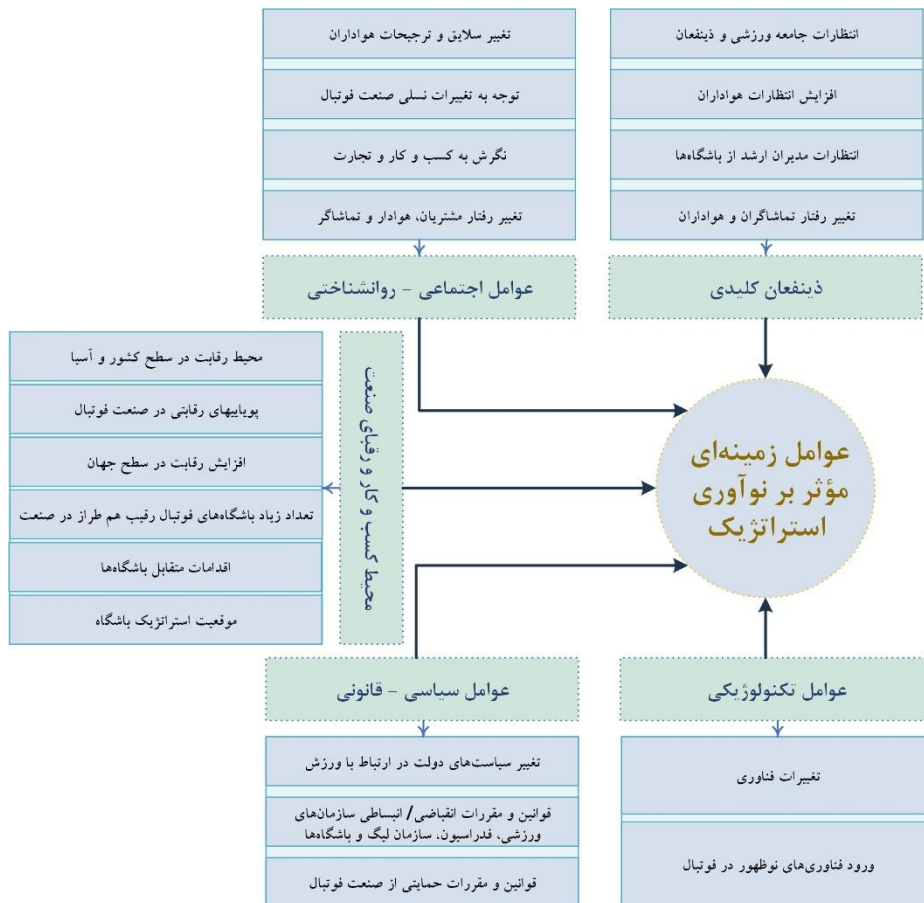 انتظارات جامعه ورزشی و ذینفعان
افزایش انتظارات هواداران
انتظارات مدیران ارشد از باشگاه‌ها
تغییر رفتار تماشاگران و هواداران
ذینفعان کلیدی
تغییر سلایق و ترجیحات هواداران
توجه به تغییرات نسلی صنعت فوتبال
نگرش به کسب و کار و تجارت
تغییر رفتار مشتریان، هوادار و تماشاگر
عوامل اجتماعی - روانشناختی
عوامل زمینه‌ای
مؤثر بر نوآوری
استراتژیک
محیط کسب و کار و رقبای صنعت
محیط رقابت در سطح کشور و آسیا
پویاییهای رقابتی در صنعت فوتبال
افزایش رقابت در سطح جهان
تعداد زیاد باشگاه‌های فوتبال رقیب هم طراز در صنعت
اقدامات متقابل باشگاه‌ها
موقعیت استراتژیک باشگاه
عوامل تکنولوژیکی
تغییرات فناوری
ورود فناوری‌های نوظهور در فوتبال
عوامل سیاسی - قانونی
تغییر سیاست‌های دولت در ارتباط با ورزش
قوانین و مقررات انقباضی/ انبساطی سازمان‌های
ورزشی، فدراسیون، سازمان لیگ و باشگاه‌ها
قوانین و مقررات حمایتی از صنعت فوتبال